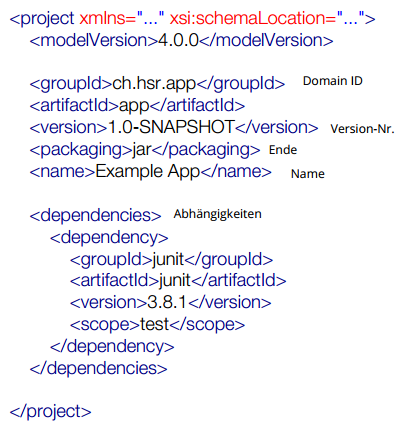 <project xmlns="..." xsi:schemaLocation="...">
<modelVersion>4.0.0</modelVersion>
<groupId>ch.hsr.app</groupId> Domain ID
<artifactId>app</artifactId>
<version>1.0-SNAPSHOT</version> Version-Nr.
<packaging>jar</packaging> Ende
<name>Example App</name> Name
<dependencies> Abhängigkeiten
<dependency>
<groupId>junit</groupId>
<artifactId>junit</artifactId>
<version>3.8.1</version>
<scope>test</scope>
</dependency>
</dependencies>
</project>